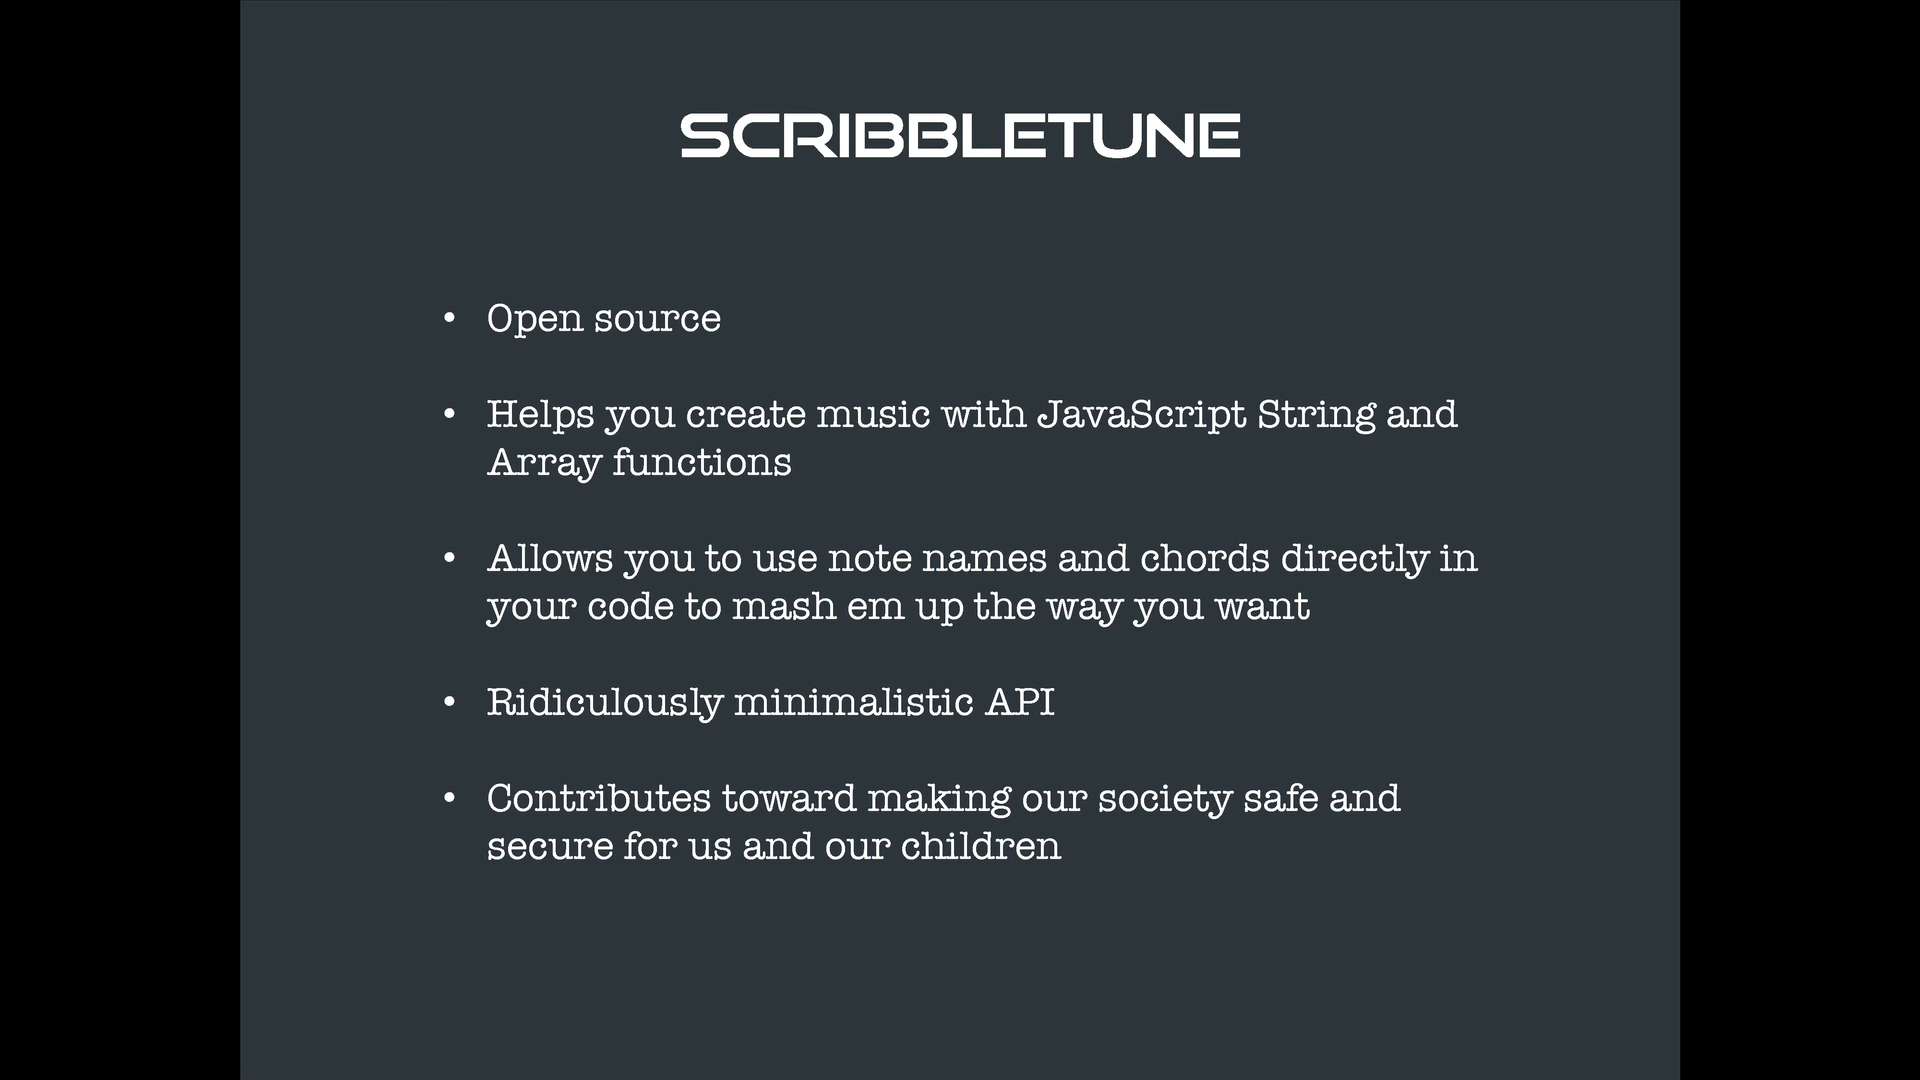 SCRIBBLETUNE
• Open source
• Helps you create music with JavaScript String and
Array functions
• Allows you to use note names and chords directly in
your code to mash em up the way you want
• Ridiculously minimalistic API
• Contributes toward making our society safe and
secure for us and our children